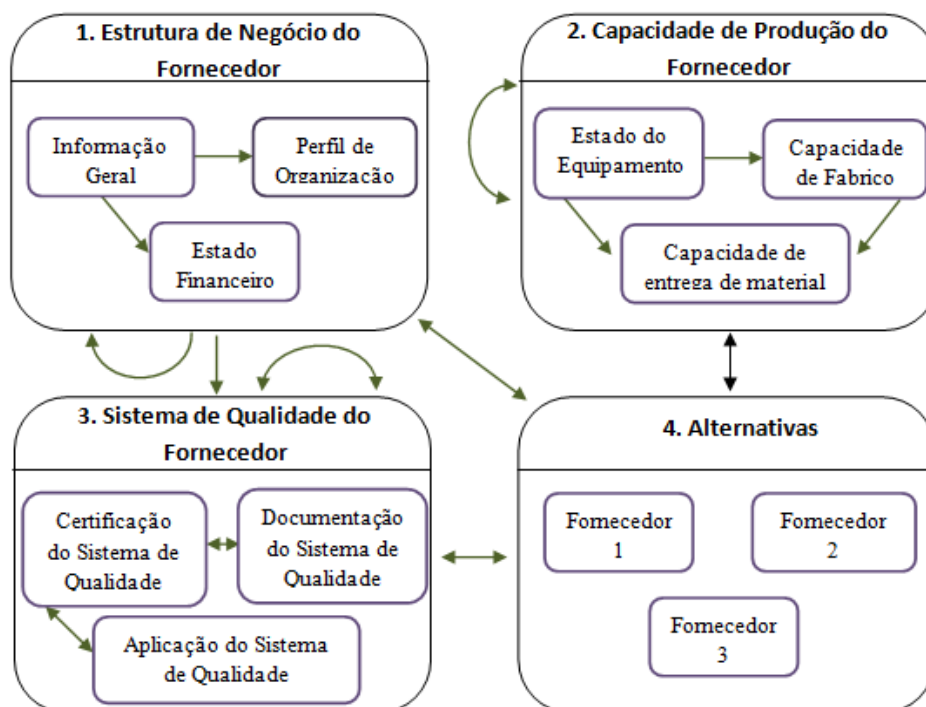 1. Estrutura de Negócio do
Fornecedor
Informação
Geral
Perfil de
Organização
Estado
Financeiro
2. Capacidade de Produção do
Fornecedor
Estado do
Equipamento
Capacidade
de Fabrico
Capacidade de
entrega de material
3. Sistema de Qualidade do
Fornecedor
Certificação
do Sistema de
Qualidade
Documentação
do Sistema de
Qualidade
Aplicação do Sistema
de Qualidade
4. Alternativas
Fornecedor
1
Fornecedor
2
Fornecedor
3